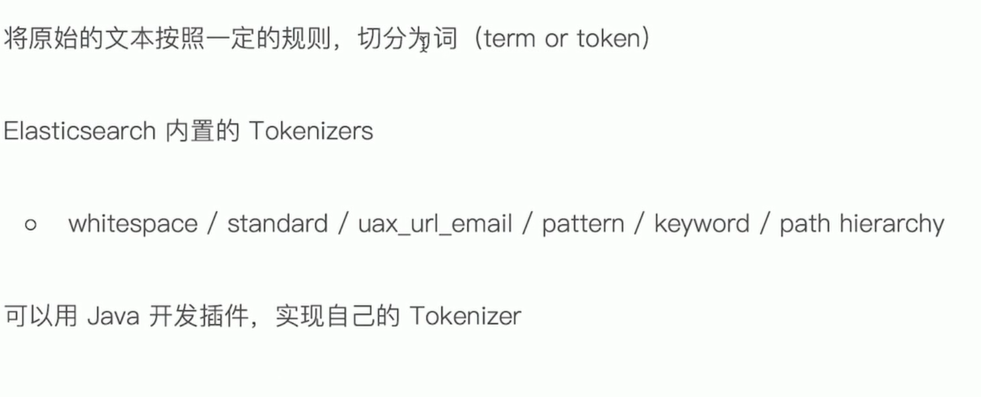 将原始的文本按照一定的规则，切分为词（term or token）
Elasticsearch 内置的 Tokenizers
whitespace / standard / uax_url_email / pattern / keyword / path hierarchy
可以用 Java 开发插件，实现自己的 Tokenizer